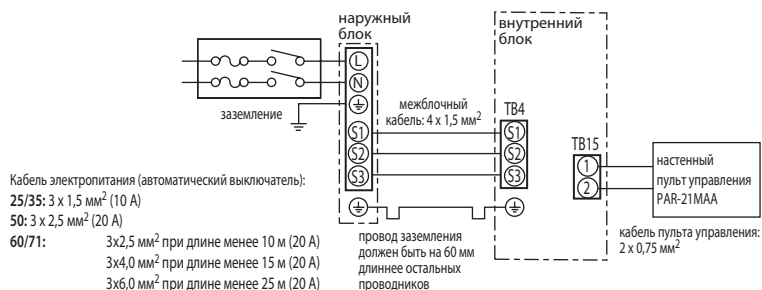 наружный
блок
внутренний
блок
L
N
заземление
межблочный
кабель: 4 x 1,5 мм²
TB4
S1
S2
S3
S1
S2
S3
TB15
1
2
настенный
пульт управления
PAR-21MAA
кабель пульта управления:
2 x 0,75 мм²
провод заземления
должен быть на 60 мм
длиннее остальных
проводников
Кабель электропитания (автоматический выключатель):
25/35: 3 x 1,5 мм² (10 А)
50: 3 x 2,5 мм² (20 А)
60/71: 3x2,5 мм² при длине менее 10 м (20 А)
3x4,0 мм² при длине менее 15 м (20 А)
3x6,0 мм² при длине менее 25 м (20 А)